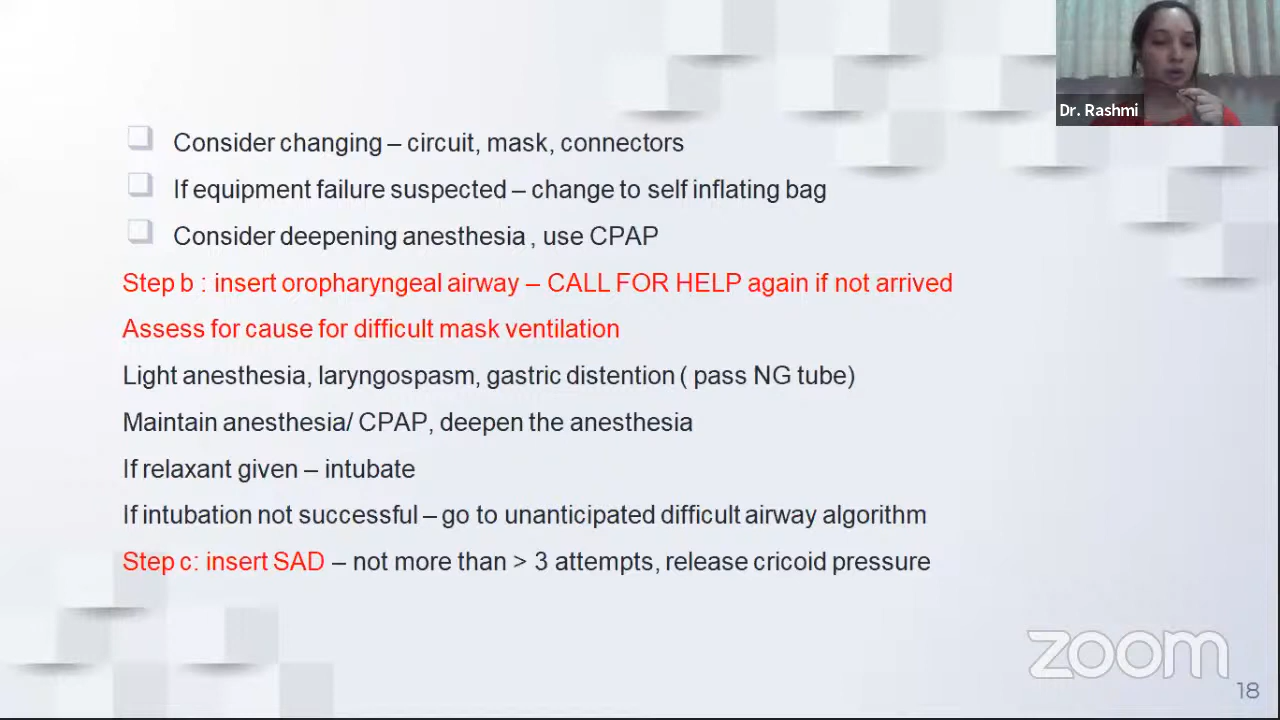 Dr. Rashmi
Consider changing – circuit, mask, connectors
If equipment failure suspected – change to self inflating bag
Consider deepening anesthesia , use CPAP
Step b : insert oropharyngeal airway – CALL FOR HELP again if not arrived
Assess for cause for difficult mask ventilation
Light anesthesia, laryngospasm, gastric distention ( pass NG tube)
Maintain anesthesia/ CPAP, deepen the anesthesia
If relaxant given – intubate
If intubation not successful – go to unanticipated difficult airway algorithm
Step c: insert SAD – not more than > 3 attempts, release cricoid pressure
zoom
18